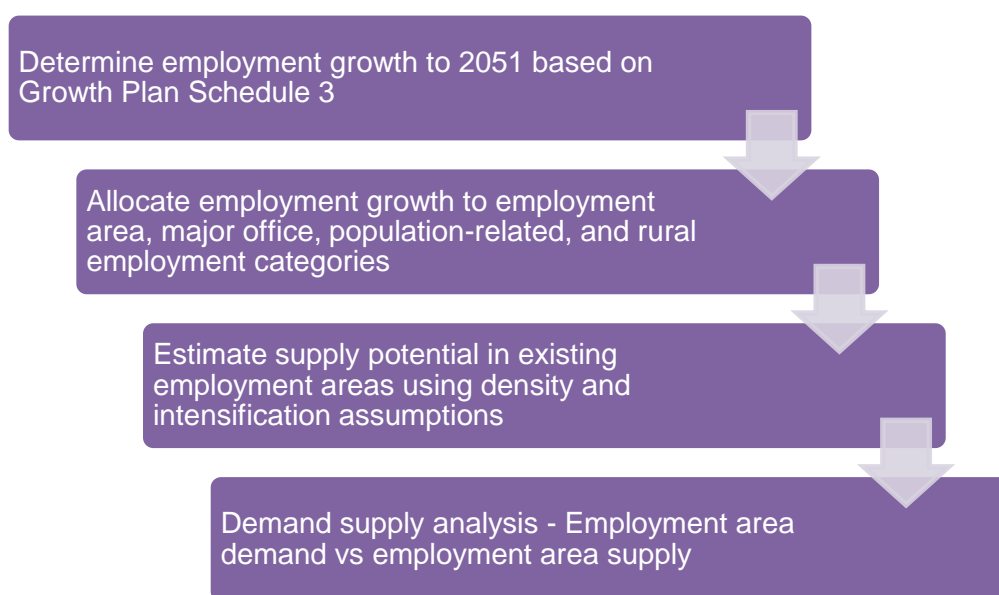 Determine employment growth to 2051 based on
Growth Plan Schedule 3
Allocate employment growth to employment
area, major office, population-related, and rural
employment categories
Estimate supply potential in existing
employment areas using density and
intensification assumptions
Demand supply analysis - Employment area
demand vs employment area supply